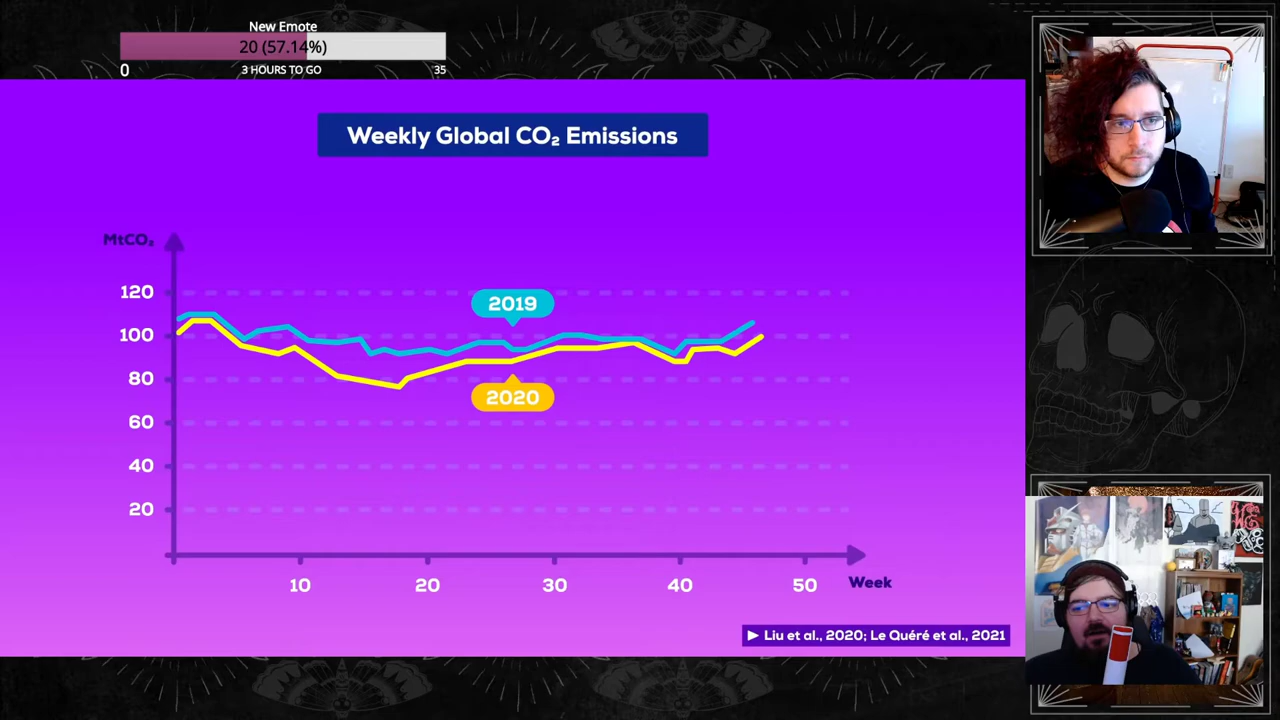 New Emote
20 (57.14%)
0 3 HOURS TO GO 35
Weekly Global CO₂ Emissions
MtCO₂
120
100
80
60
40
20
2019
2020
10 20 30 40 50 Week
▶ Liu et al., 2020; Le Quéré et al., 2021